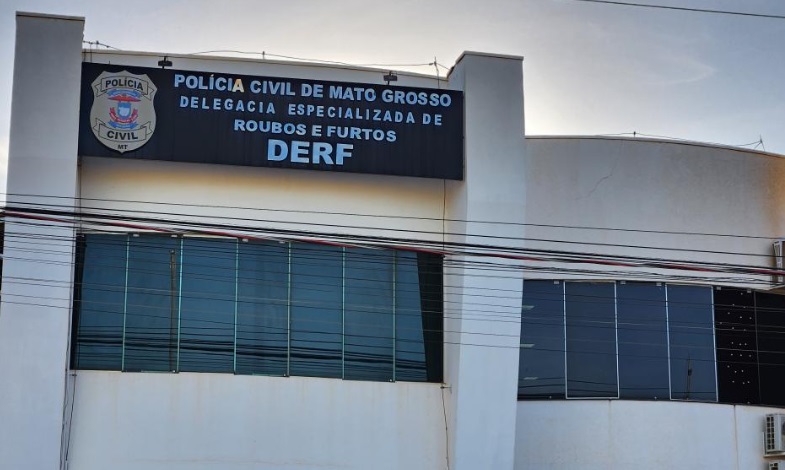 POLÍCIA
CIVIL
MT
POLÍCIA CIVIL DE MATO GROSSO
DELEGACIA ESPECIALIZADA DE
ROUBOS E FURTOS
DERF